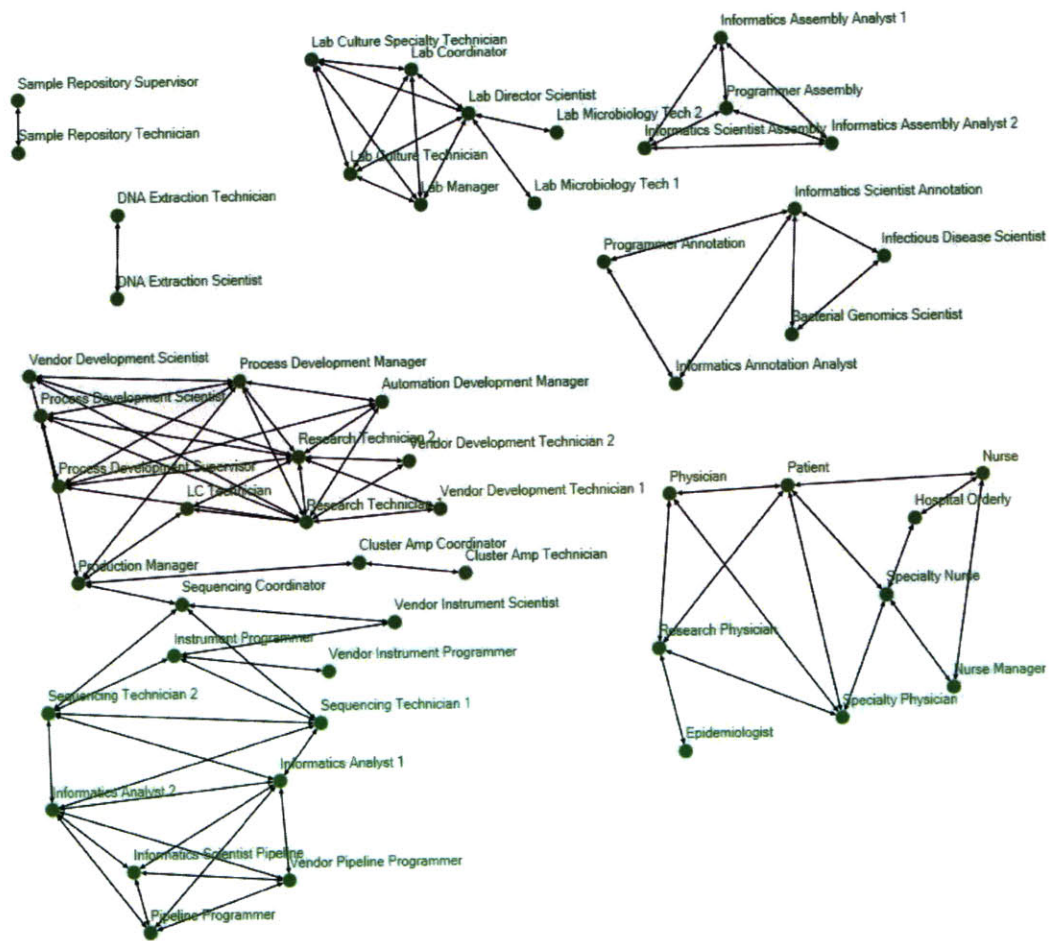 Sample Repository Supervisor
Sample Repository Technician
DNA Extraction Technician
DNA Extraction Scientist
Lab Culture Specialty Technician
Lab Coordinator
Lab Director Scientist
Lab Microbiology Tech 2
Lab Culture Technician
Lab Manager
Lab Microbiology Tech 1
Informatics Assembly Analyst 1
Programmer Assembly
Informatics Scientist Assembly
Informatics Assembly Analyst 2
Informatics Scientist Annotation
Programmer Annotation
Infectious Disease Scientist
Bacterial Genomics Scientist
Informatics Annotation Analyst
Vendor Development Scientist
Process Development Manager
Automation Development Manager
Process Development Scientist
Research Technician 2
Vendor Development Technician 2
Process Development Supervisor
LC Technician
Research Technician 1
Vendor Development Technician 1
Production Manager
Cluster Amp Coordinator
Cluster Amp Technician
Sequencing Coordinator
Vendor Instrument Scientist
Instrument Programmer
Vendor Instrument Programmer
Sequencing Technician 2
Sequencing Technician 1
Informatics Analyst 1
Informatics Analyst 2
Informatics Scientist Pipeline
Vendor Pipeline Programmer
Pipeline Programmer
Physician
Patient
Nurse
Hospital Orderly
Specialty Nurse
Research Physician
Nurse Manager
Specialty Physician
Epidemiologist